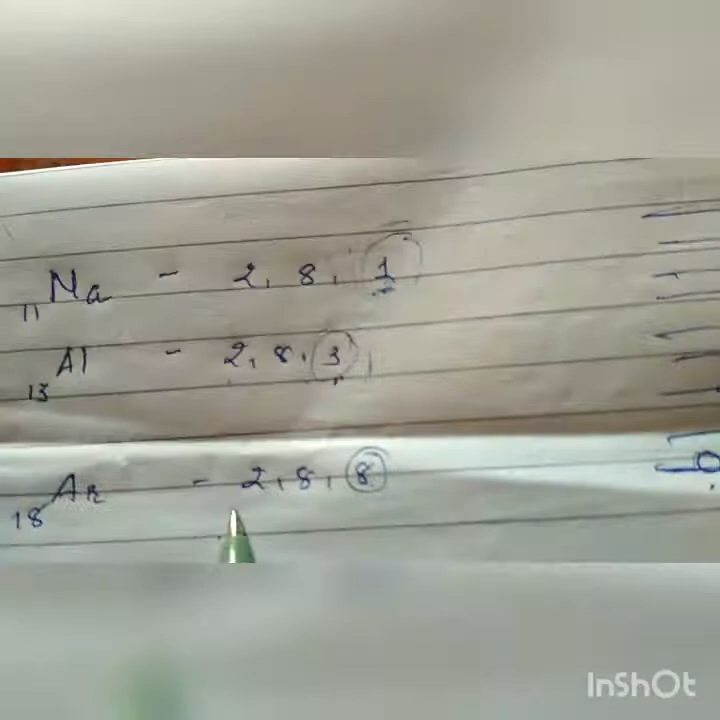 11Na - 2, 8, 1
13Al - 2, 8, 3
18Ar - 2, 8, 8
InShOt